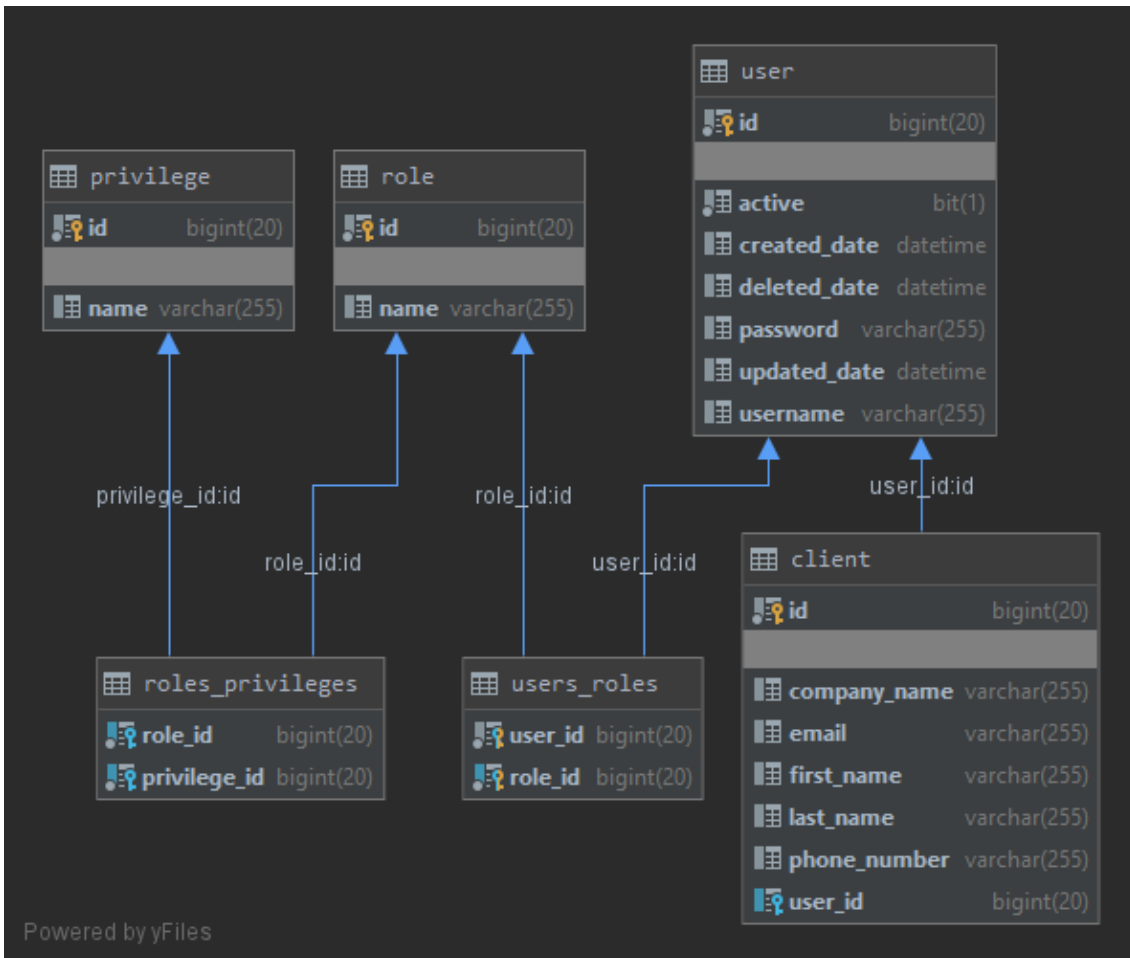 user
id bigint(20)
active bit(1)
created_date datetime
deleted_date datetime
password varchar(255)
updated_date datetime
username varchar(255)
privilege
id bigint(20)
name varchar(255)
role
id bigint(20)
name varchar(255)
privilege_id:id
role_id:id
role_id:id
user_id:id
user_id:id
roles_privileges
role_id bigint(20)
privilege_id bigint(20)
users_roles
user_id bigint(20)
role_id bigint(20)
client
id bigint(20)
company_name varchar(255)
email varchar(255)
first_name varchar(255)
last_name varchar(255)
phone_number varchar(255)
user_id bigint(20)
Powered by yFiles